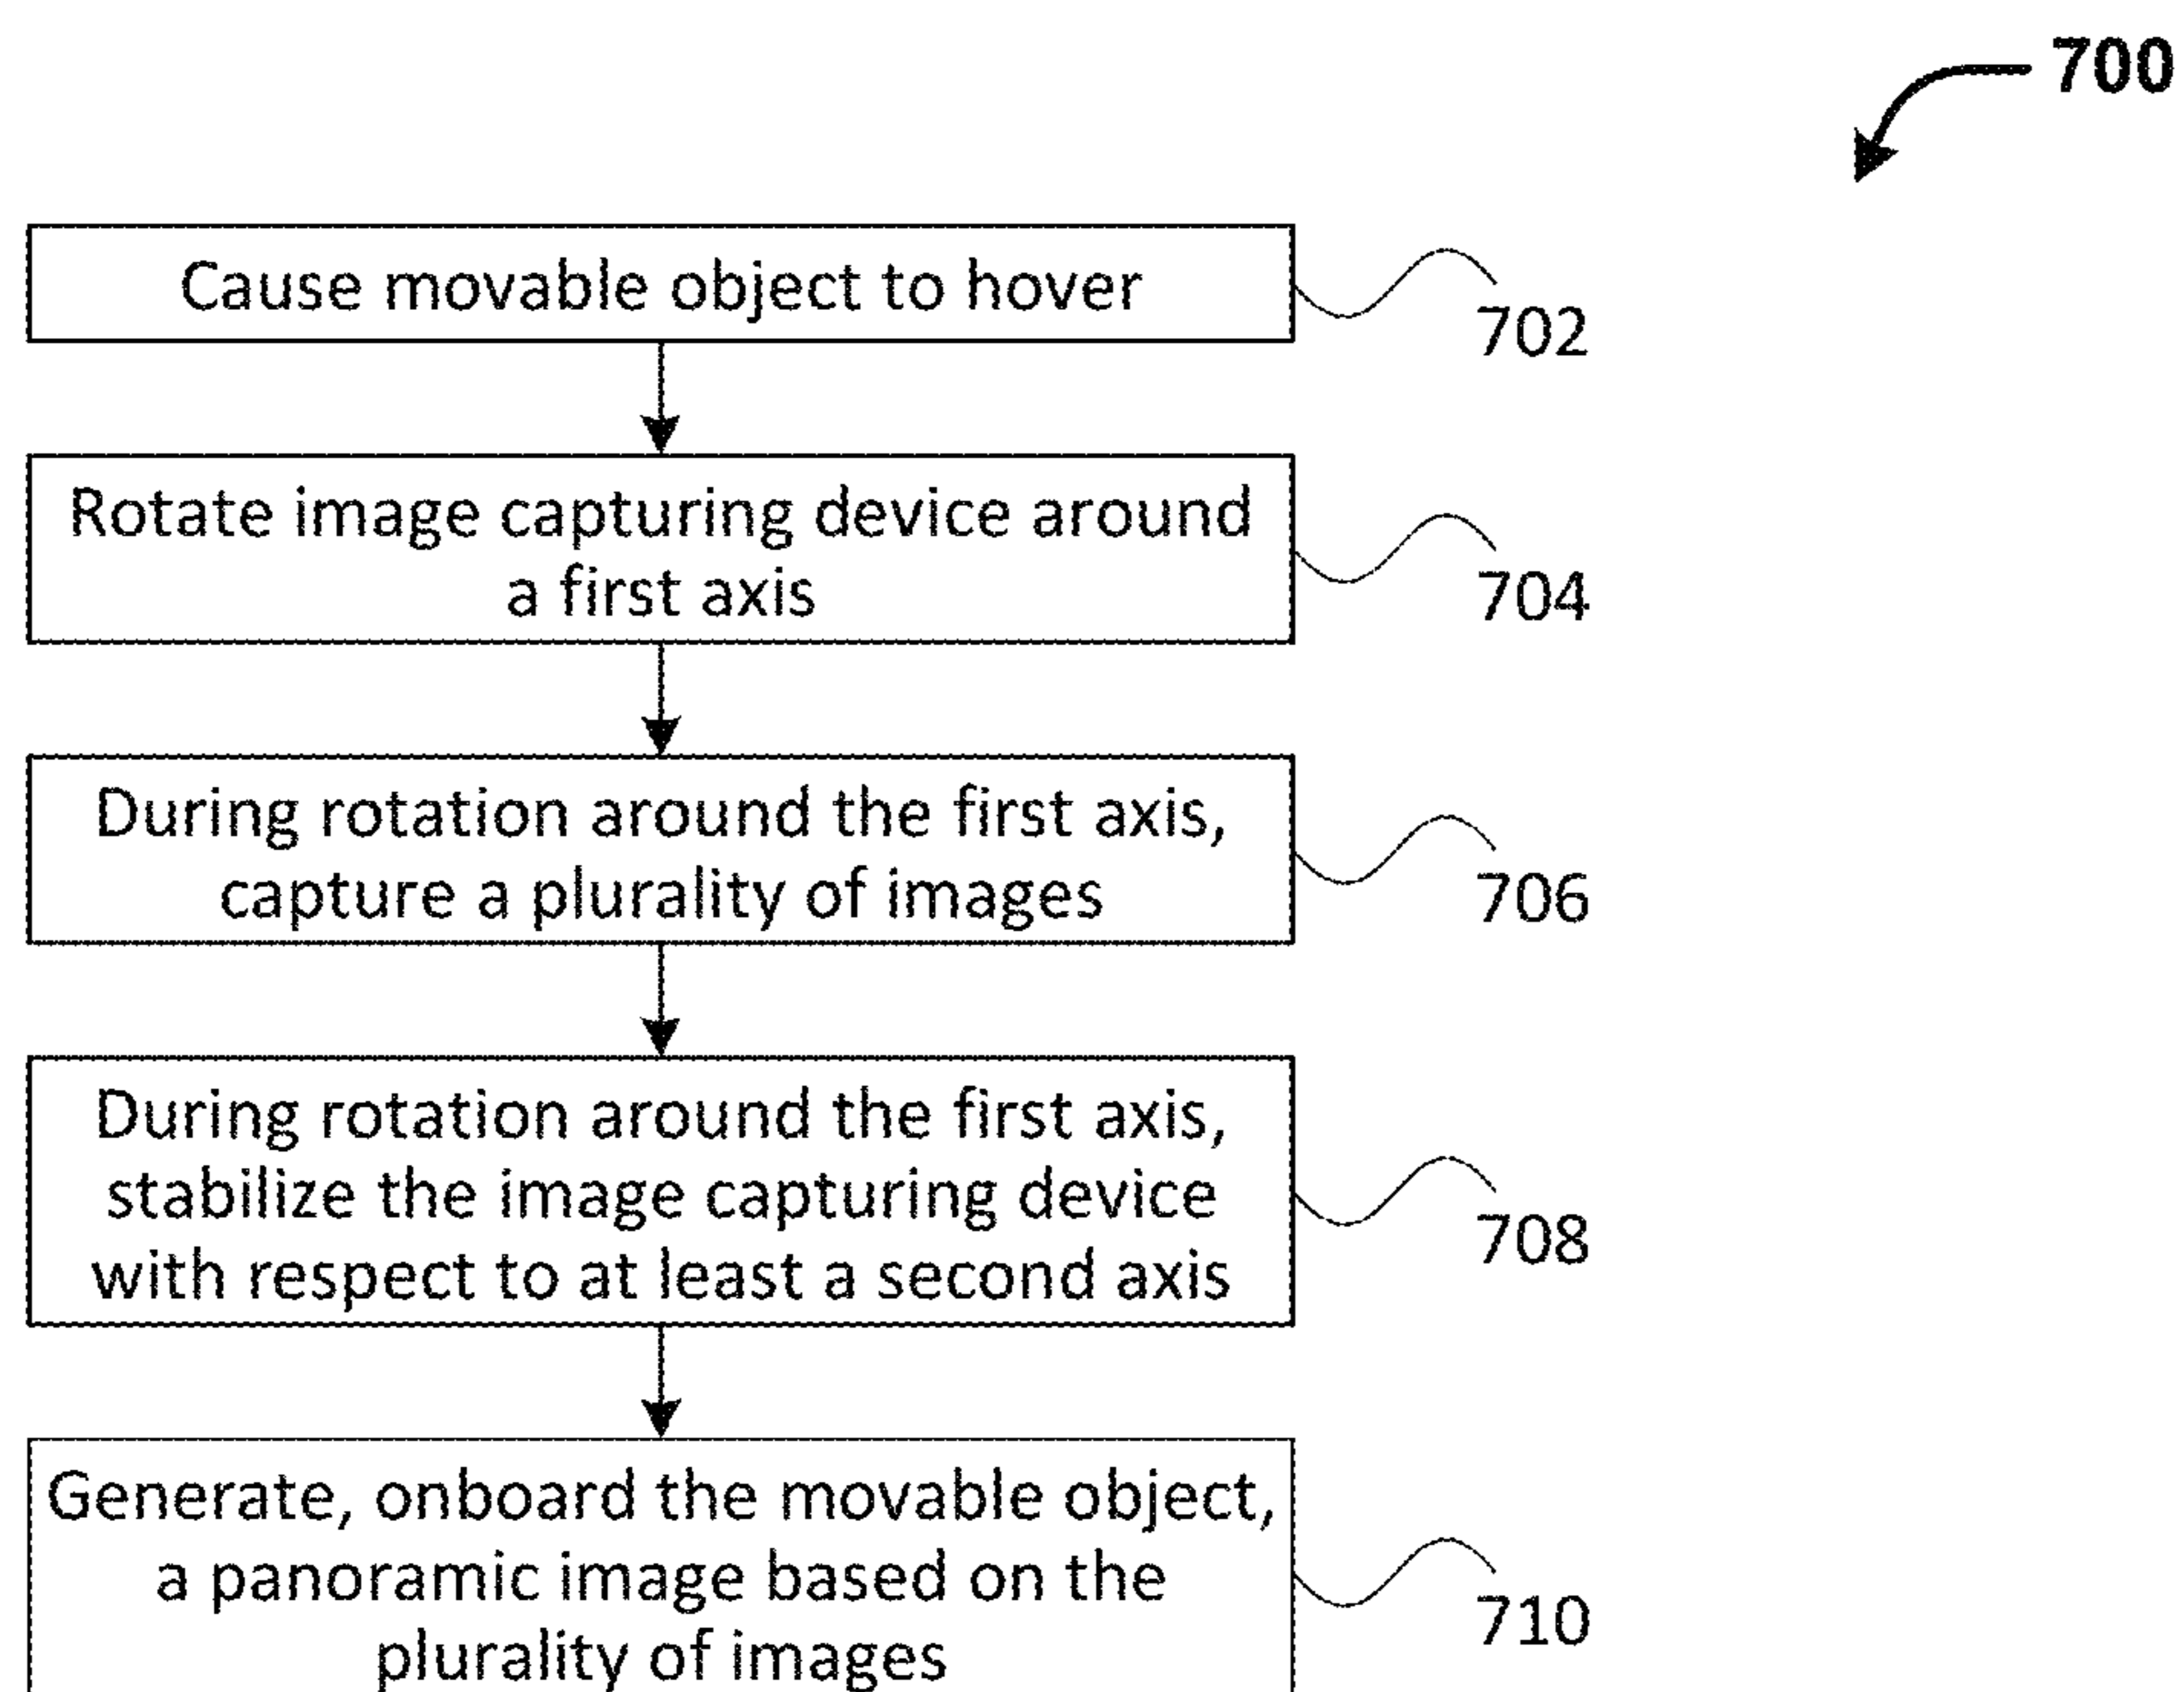 700
Cause movable object to hover
702
Rotate image capturing device around
a first axis
704
During rotation around the first axis,
capture a plurality of images
706
During rotation around the first axis,
stabilize the image capturing device
with respect to at least a second axis
708
Generate, onboard the movable object,
a panoramic image based on the
plurality of images
710